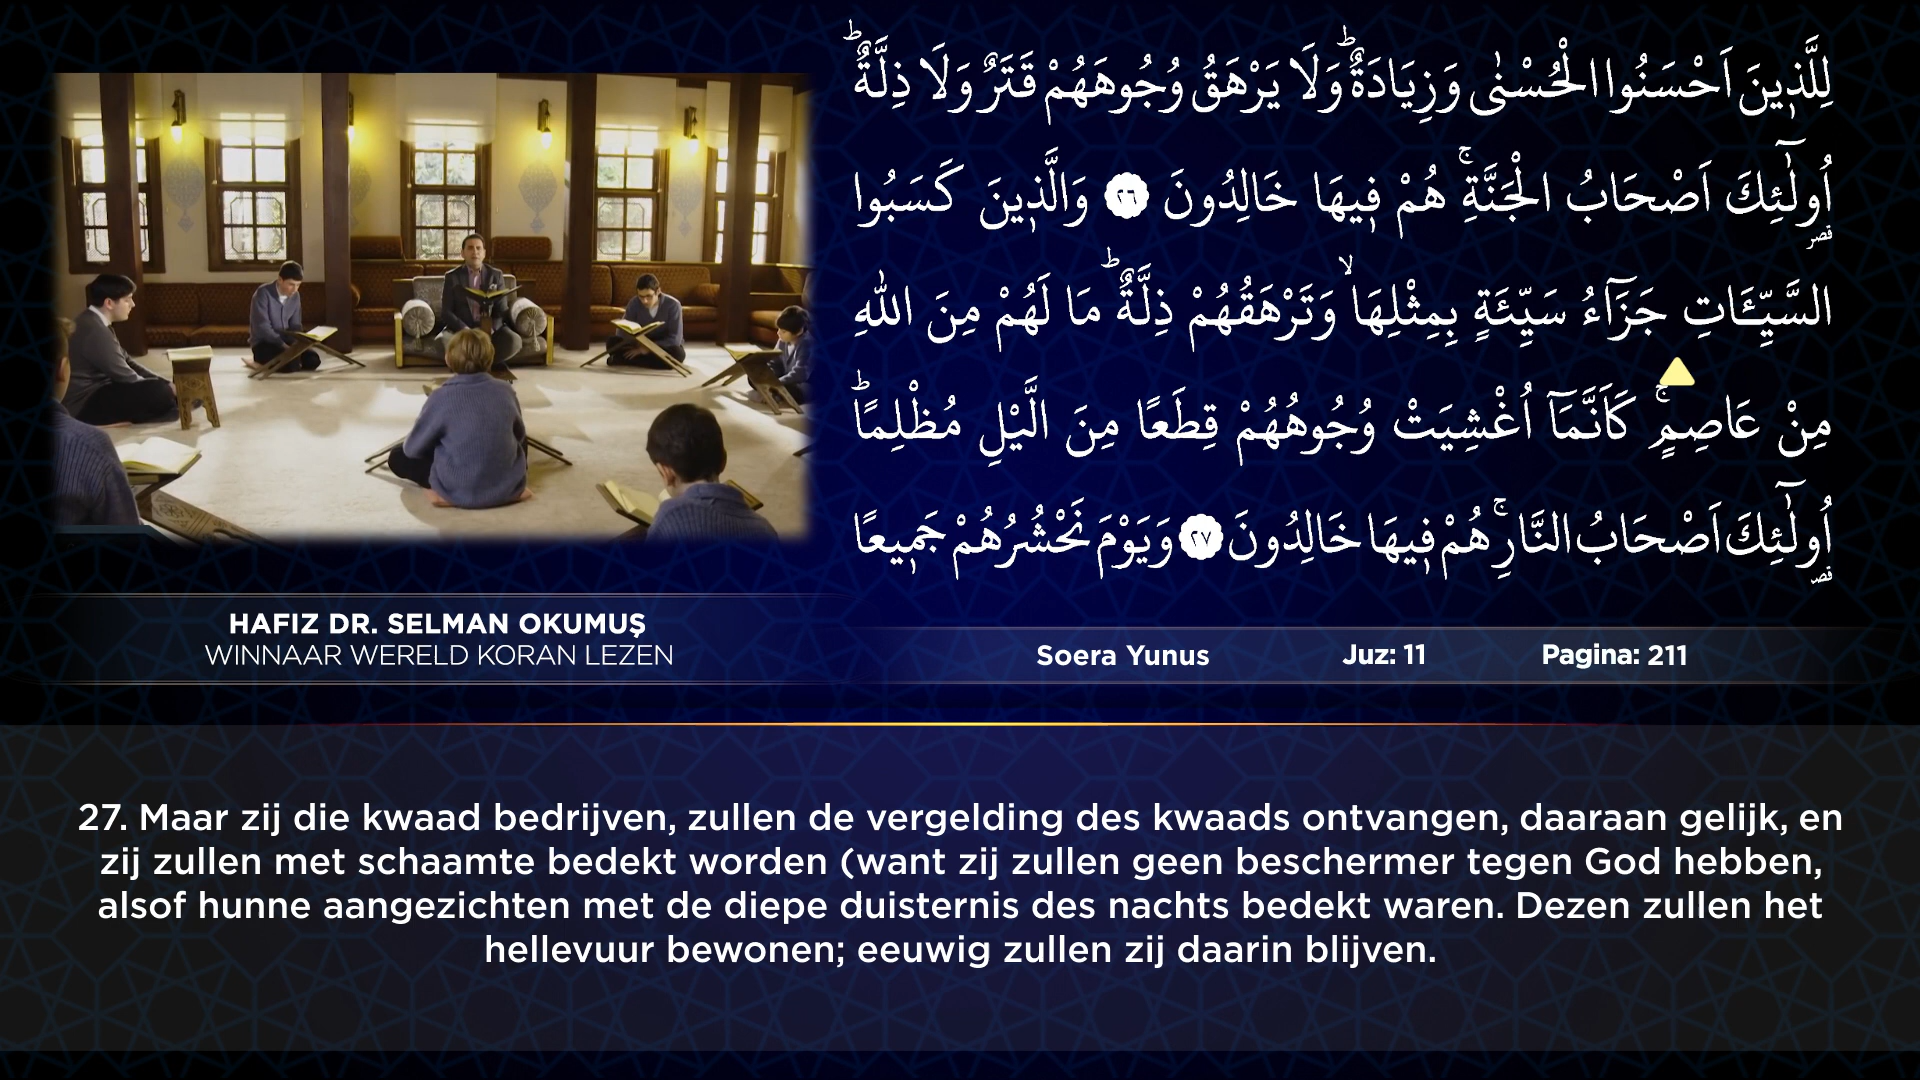 لِلَّذ۪ينَ اَحْسَنُوا الْحُسْنٰى وَزِيَادَةٌۜ وَلَا يَرْهَقُ وُجُوهَهُمْ قَتَرٌ وَلَا ذِلَّةٌۜ
اُو۬لٰٓئِكَ اَصْحَابُ الْجَنَّةِۚ هُمْ ف۪يهَا خَالِدُونَ ﴿٢٦﴾ وَالَّذ۪ينَ كَسَبُوا
قصر
السَّيِّـَٔاتِ جَزَٓاءُ سَيِّئَةٍ بِمِثْلِهَاۙ وَتَرْهَقُهُمْ ذِلَّةٌۜ مَا لَهُمْ مِنَ اللّٰهِ
مِنْ عَاصِمٍۚ كَاَنَّمَٓا اُغْشِيَتْ وُجُوهُهُمْ قِطَعًا مِنَ الَّيْلِ مُظْلِمًاۜ
اُو۬لٰٓئِكَ اَصْحَابُ النَّارِۚ هُمْ ف۪يهَا خَالِدُونَ ﴿٢٧﴾ وَيَوْمَ نَحْشُرُهُمْ جَم۪يعًا
HAFIZ DR. SELMAN OKUMUŞ
WINNAAR WERELD KORAN LEZEN
Soera Yunus Juz: 11 Pagina: 211
27. Maar zij die kwaad bedrijven, zullen de vergelding des kwaads ontvangen, daaraan gelijk, en
zij zullen met schaamte bedekt worden (want zij zullen geen beschermer tegen God hebben,
alsof hunne aangezichten met de diepe duisternis des nachts bedekt waren. Dezen zullen het
hellevuur bewonen; eeuwig zullen zij daarin blijven.